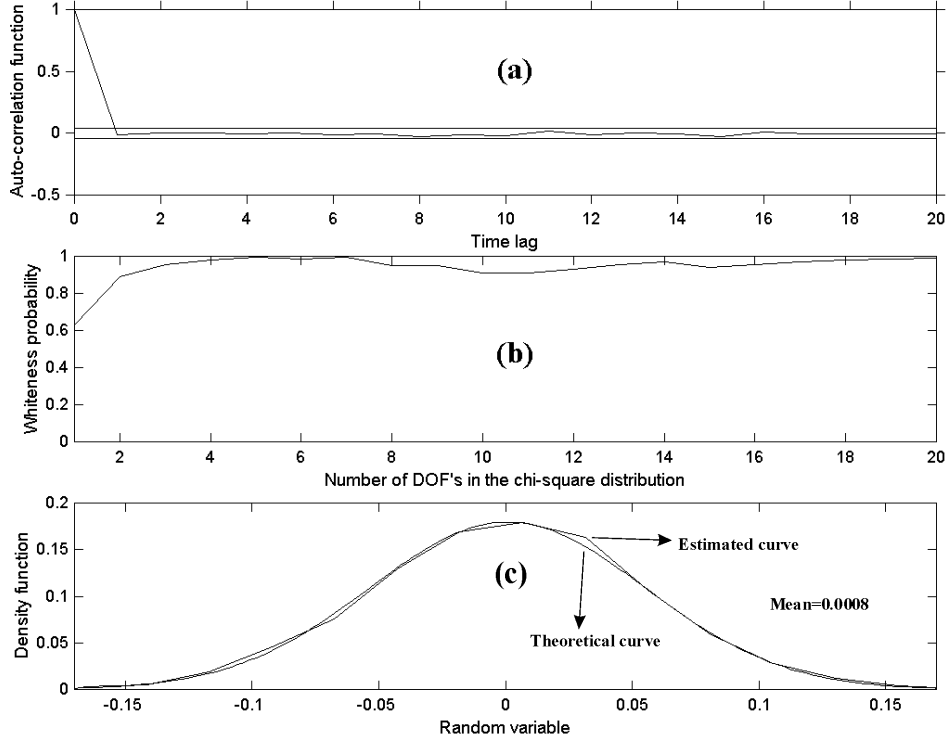 1
0.5
0
-0.5
Auto-correlation function
(a)
0 2 4 6 8 10 12 14 16 18 20
Time lag
1
0.8
0.6
0.4
0.2
0
Whiteness probability
(b)
2 4 6 8 10 12 14 16 18 20
Number of DOF's in the chi-square distribution
0.2
0.15
0.1
0.05
0
Density function
(c)
Estimated curve
Mean=0.0008
Theoretical curve
-0.15 -0.1 -0.05 0 0.05 0.1 0.15
Random variable